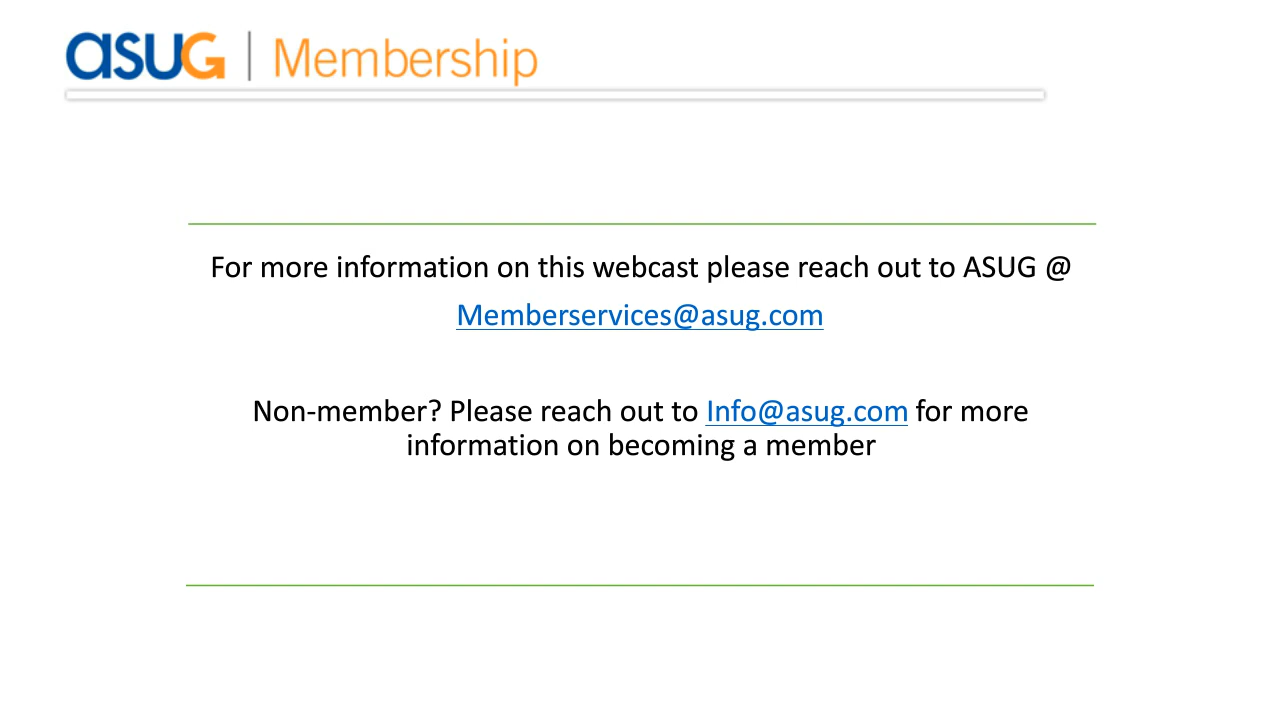 asug | Membership
For more information on this webcast please reach out to ASUG @
Memberservices@asug.com
Non-member? Please reach out to Info@asug.com for more
information on becoming a member